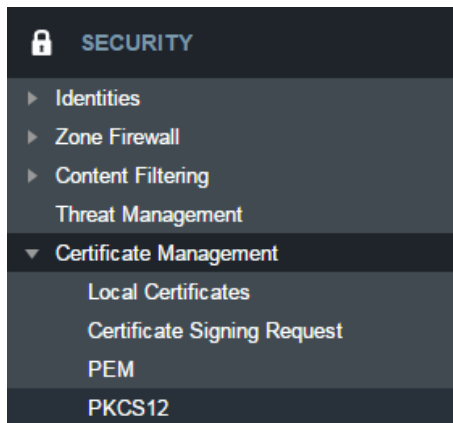 SECURITY
Identities
Zone Firewall
Content Filtering
Threat Management
Certificate Management
Local Certificates
Certificate Signing Request
PEM
PKCS12